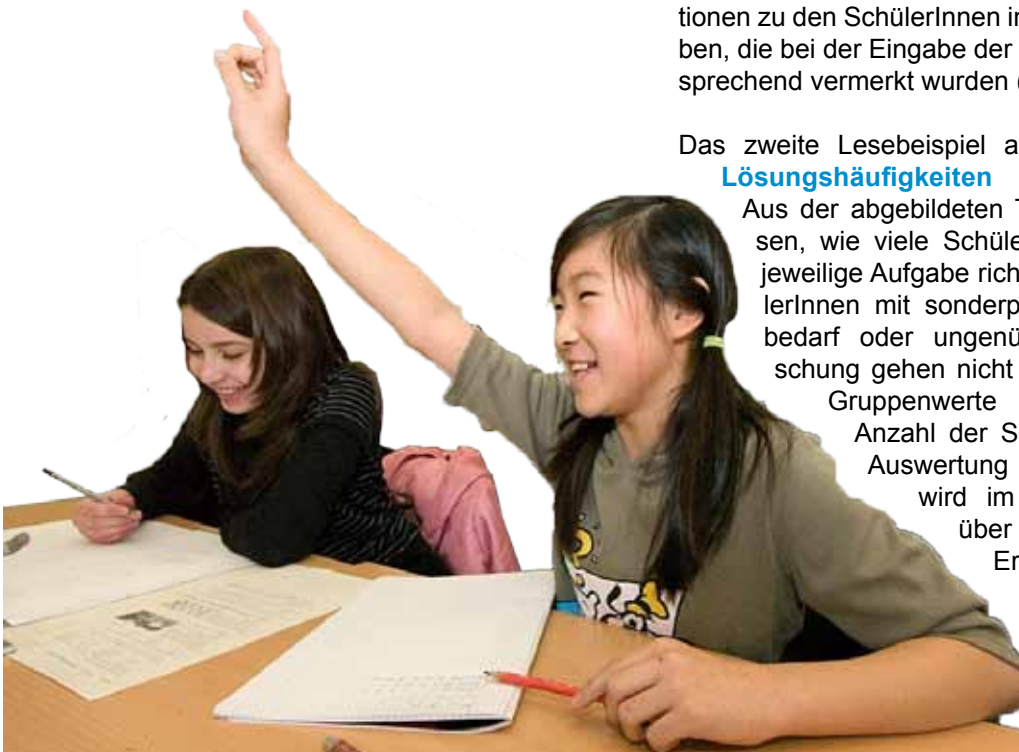 tionen zu den SchülerInnen in
ben, die bei der Eingabe der
sprechend vermerkt wurden (
Das zweite Lesebeispiel a
Lösungshäufigkeiten
Aus der abgebildeten T
sen, wie viele Schüle
jeweilige Aufgabe rich
lerInnen mit sonderp
bedarf oder ungenü
schung gehen nicht
Gruppenwerte
Anzahl der S
Auswertung
wird im
über
Er